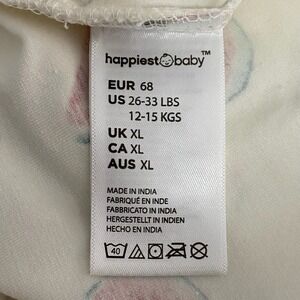 happiest baby™
EUR 68
US 26-33 LBS
12-15 KGS
UK XL
CA XL
AUS XL
MADE IN INDIA
FABRIQUÉ EN INDE
FABBRICATO IN INDIA
HERGESTELLT IN INDIEN
HECHO EN INDIA
40